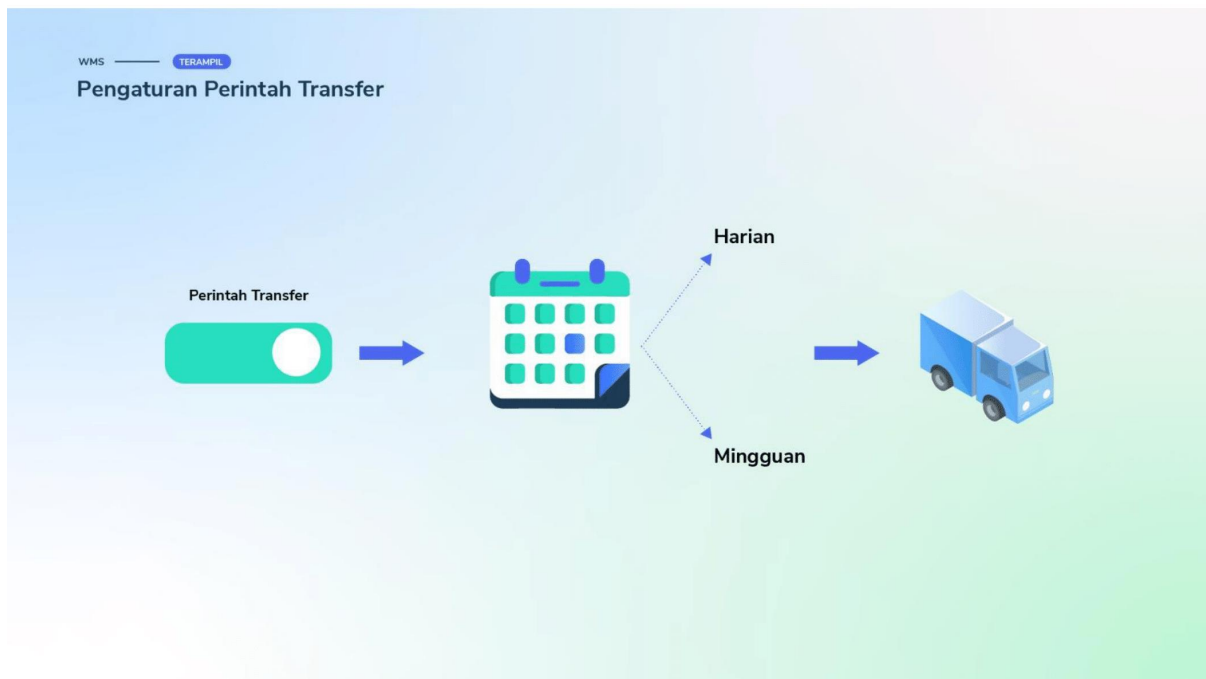 WMS
TERAMPIL
Pengaturan Perintah Transfer
Harian
Perintah Transfer
Mingguan